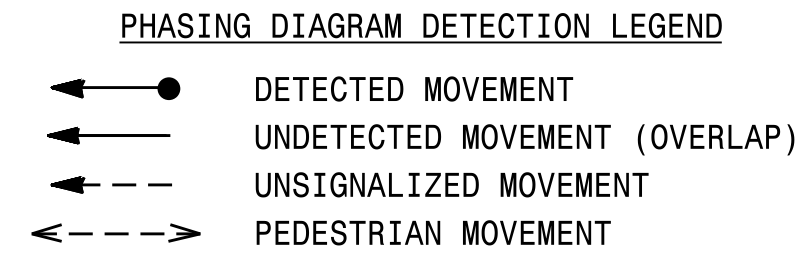 PHASING DIAGRAM DETECTION LEGEND
DETECTED MOVEMENT
UNDETECTED MOVEMENT (OVERLAP)
UNSIGNALIZED MOVEMENT
PEDESTRIAN MOVEMENT